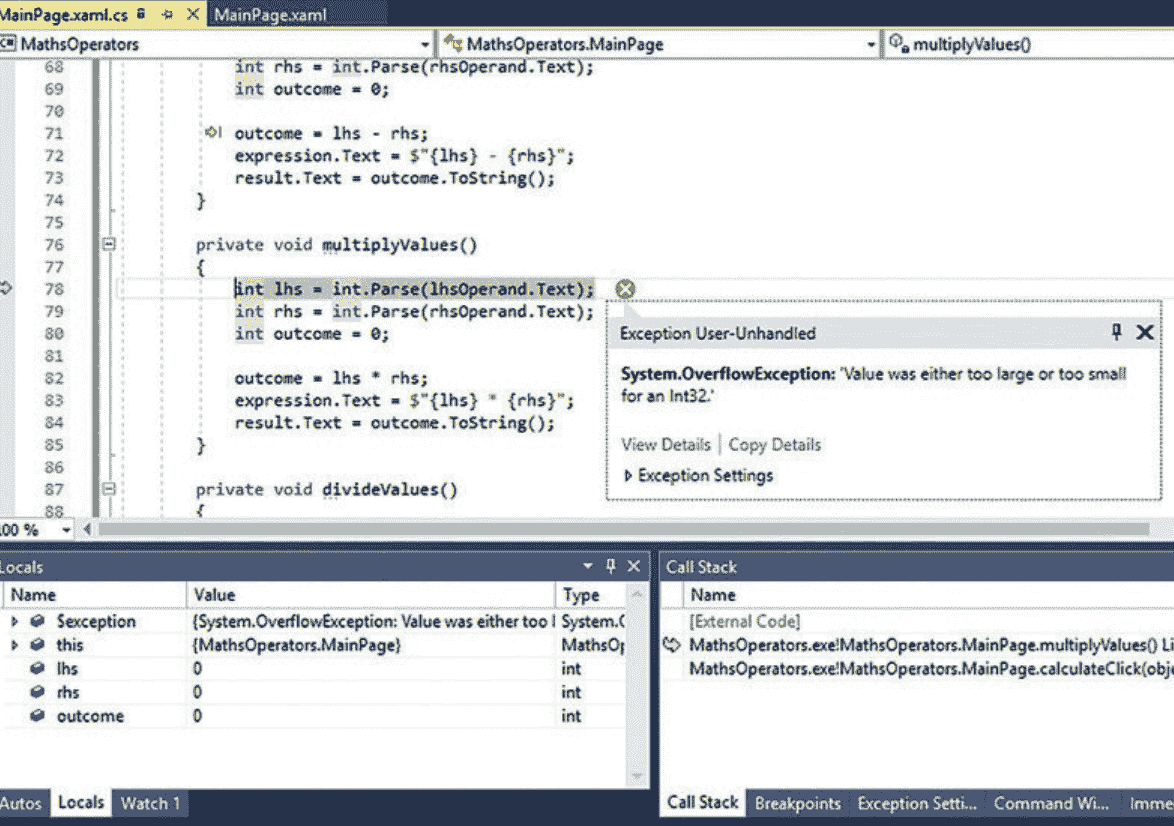 MainPage.xaml.cs MainPage.xaml
MathsOperators MathsOperators.MainPage multiplyValues()
68 int rhs = int.Parse(rhsOperand.Text);
69 int outcome = 0;
70
71 outcome = lhs - rhs;
72 expression.Text = $"{lhs} - {rhs}";
73 result.Text = outcome.ToString();
74 }
75
76 private void multiplyValues()
77 {
78 int lhs = int.Parse(lhsOperand.Text);
79 int rhs = int.Parse(rhsOperand.Text);
80 int outcome = 0;
81
82 outcome = lhs * rhs;
83 expression.Text = $"{lhs} * {rhs}";
84 result.Text = outcome.ToString();
85 }
86
87 private void divideValues()
88 {
Exception User-Unhandled
System.OverflowException: 'Value was either too large or too small
for an Int32.'
View Details | Copy Details
Exception Settings
100 %
Locals
Name Value Type
$exception {System.OverflowException: Value was either too l System.O
this {MathsOperators.MainPage} MathsOp
lhs 0 int
rhs 0 int
outcome 0 int
Autos Locals Watch 1
Call Stack
Name
[External Code]
MathsOperators.exe!MathsOperators.MainPage.multiplyValues() Li
MathsOperators.exe!MathsOperators.MainPage.calculateClick(obje
Call Stack Breakpoints Exception Setti... Command Wi... Imme